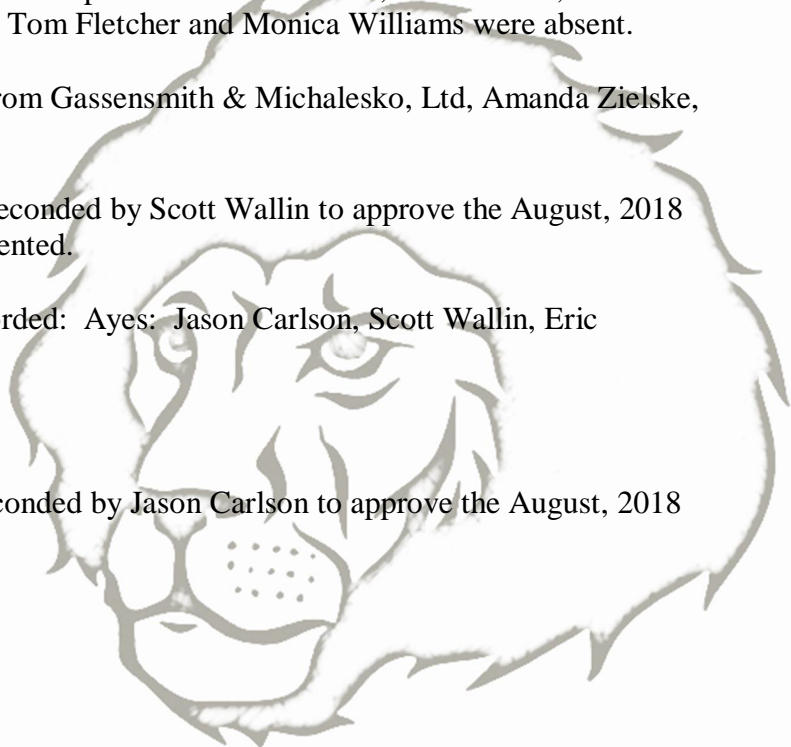 Tom Fletcher and Monica Williams were absent.
rom Gassensmith & Michalesko, Ltd, Amanda Zielske,
econded by Scott Wallin to approve the August, 2018
ented.
rded: Ayes: Jason Carlson, Scott Wallin, Eric
conded by Jason Carlson to approve the August, 2018